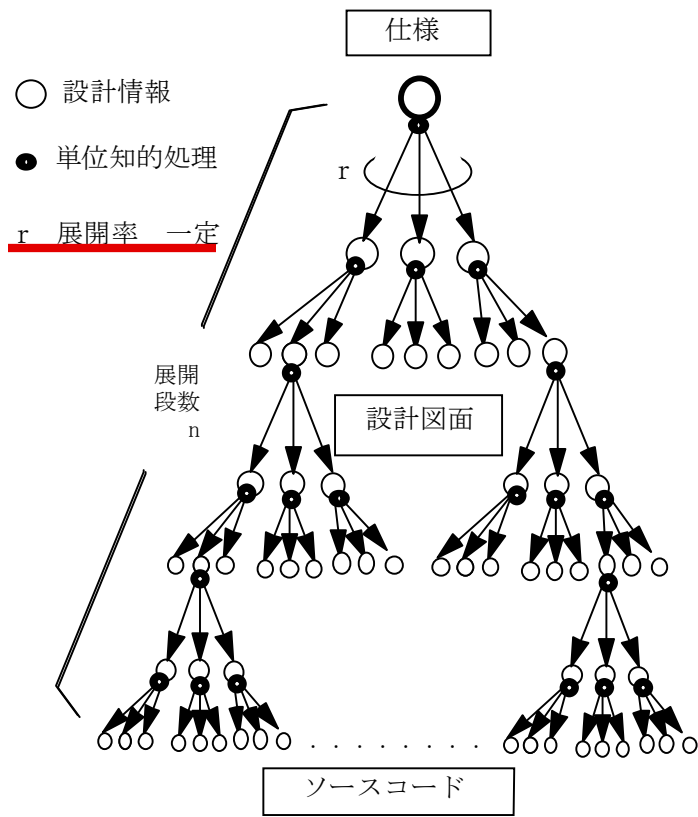 仕様
設計情報
単位知的処理
r
r 展開率 一定
展開
段数
n
設計図面
. . . . . . . .
ソースコード